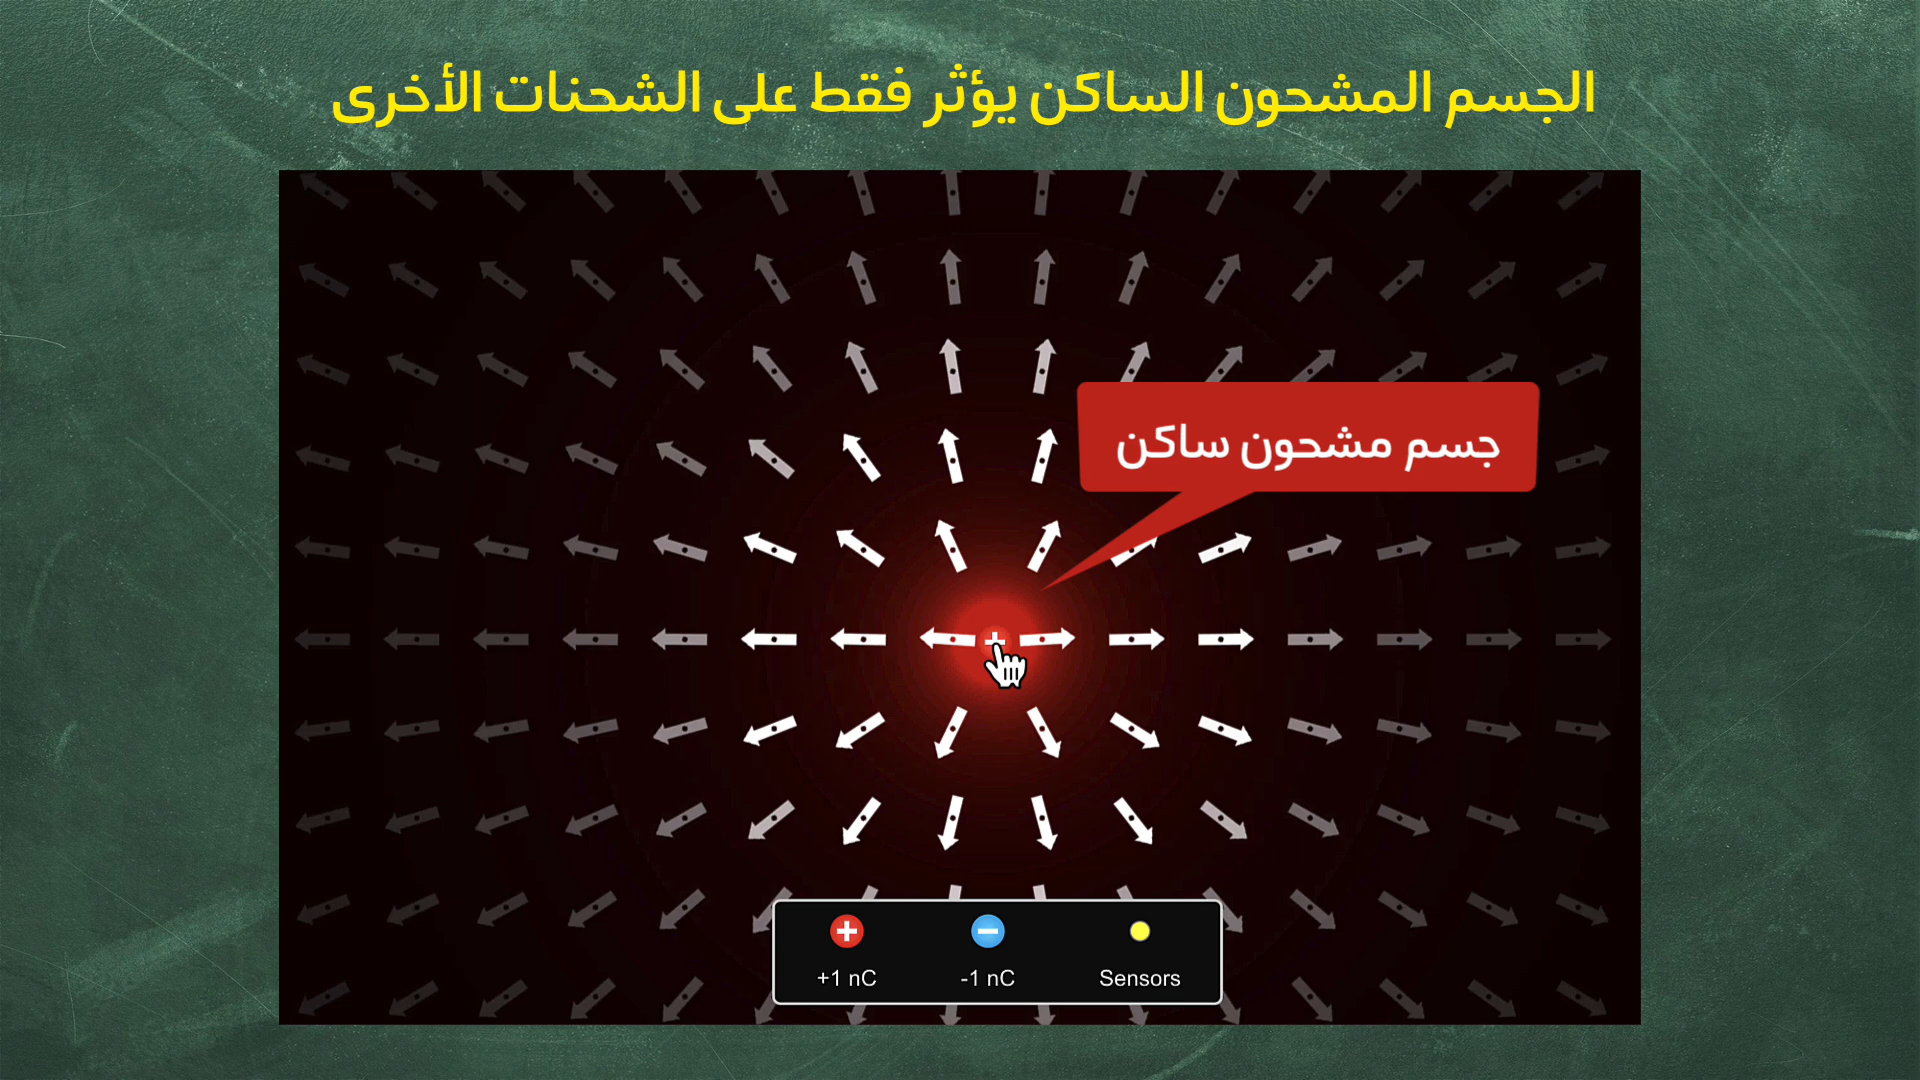 الجسم المشحون الساكن يؤثر فقط على الشحنات الأخرى
جسم مشحون ساكن
+1 nC
-1 nC
Sensors